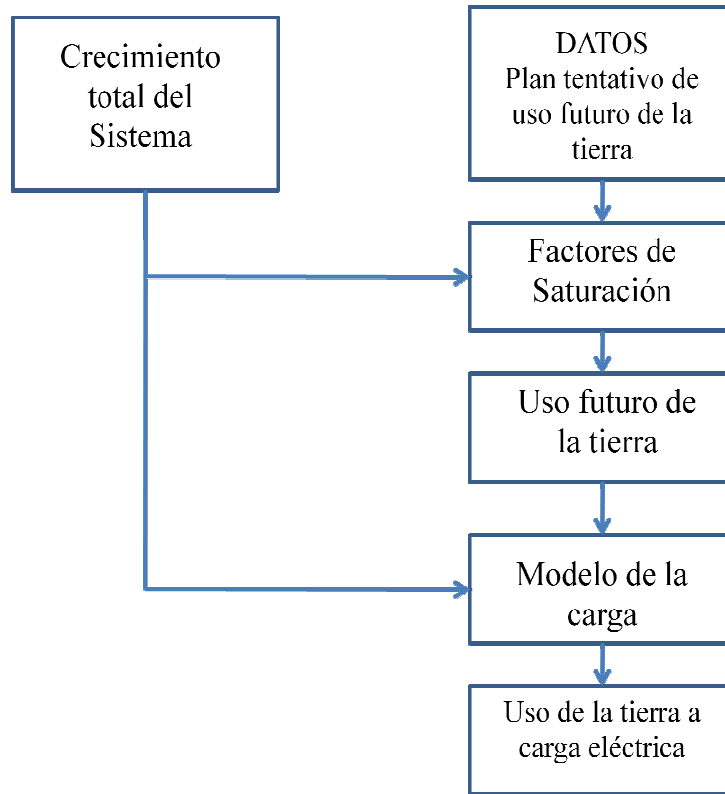 Crecimiento
total del
Sistema
DATOS
Plan tentativo de
uso futuro de la
tierra
Factores de
Saturación
Uso futuro de
la tierra
Modelo de la
carga
Uso de la tierra a
carga eléctrica